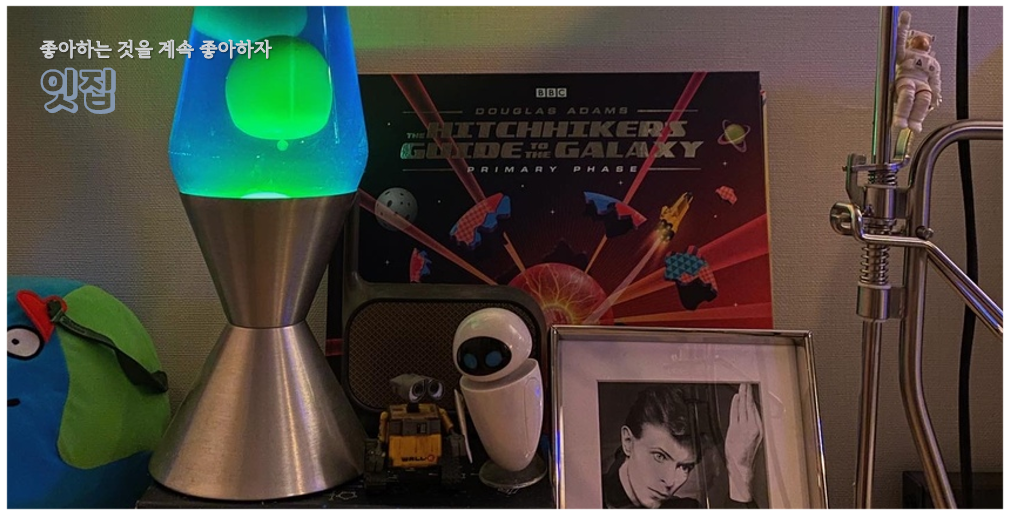 좋아하는 것을 계속 좋아하자
잇집
BBC
DOUGLAS ADAMS
THE HITCHHIKER'S
GUIDE TO THE GALAXY
PRIMARY PHASE
WALL•E